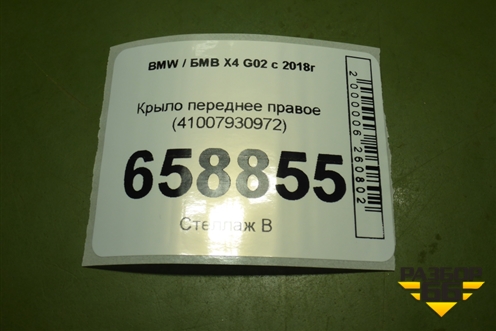 BMW / БМВ X4 G02 с 2018г
Крыло переднее правое
(41007930972)
658855
Стеллаж В
2000006260802
РАЗБОР